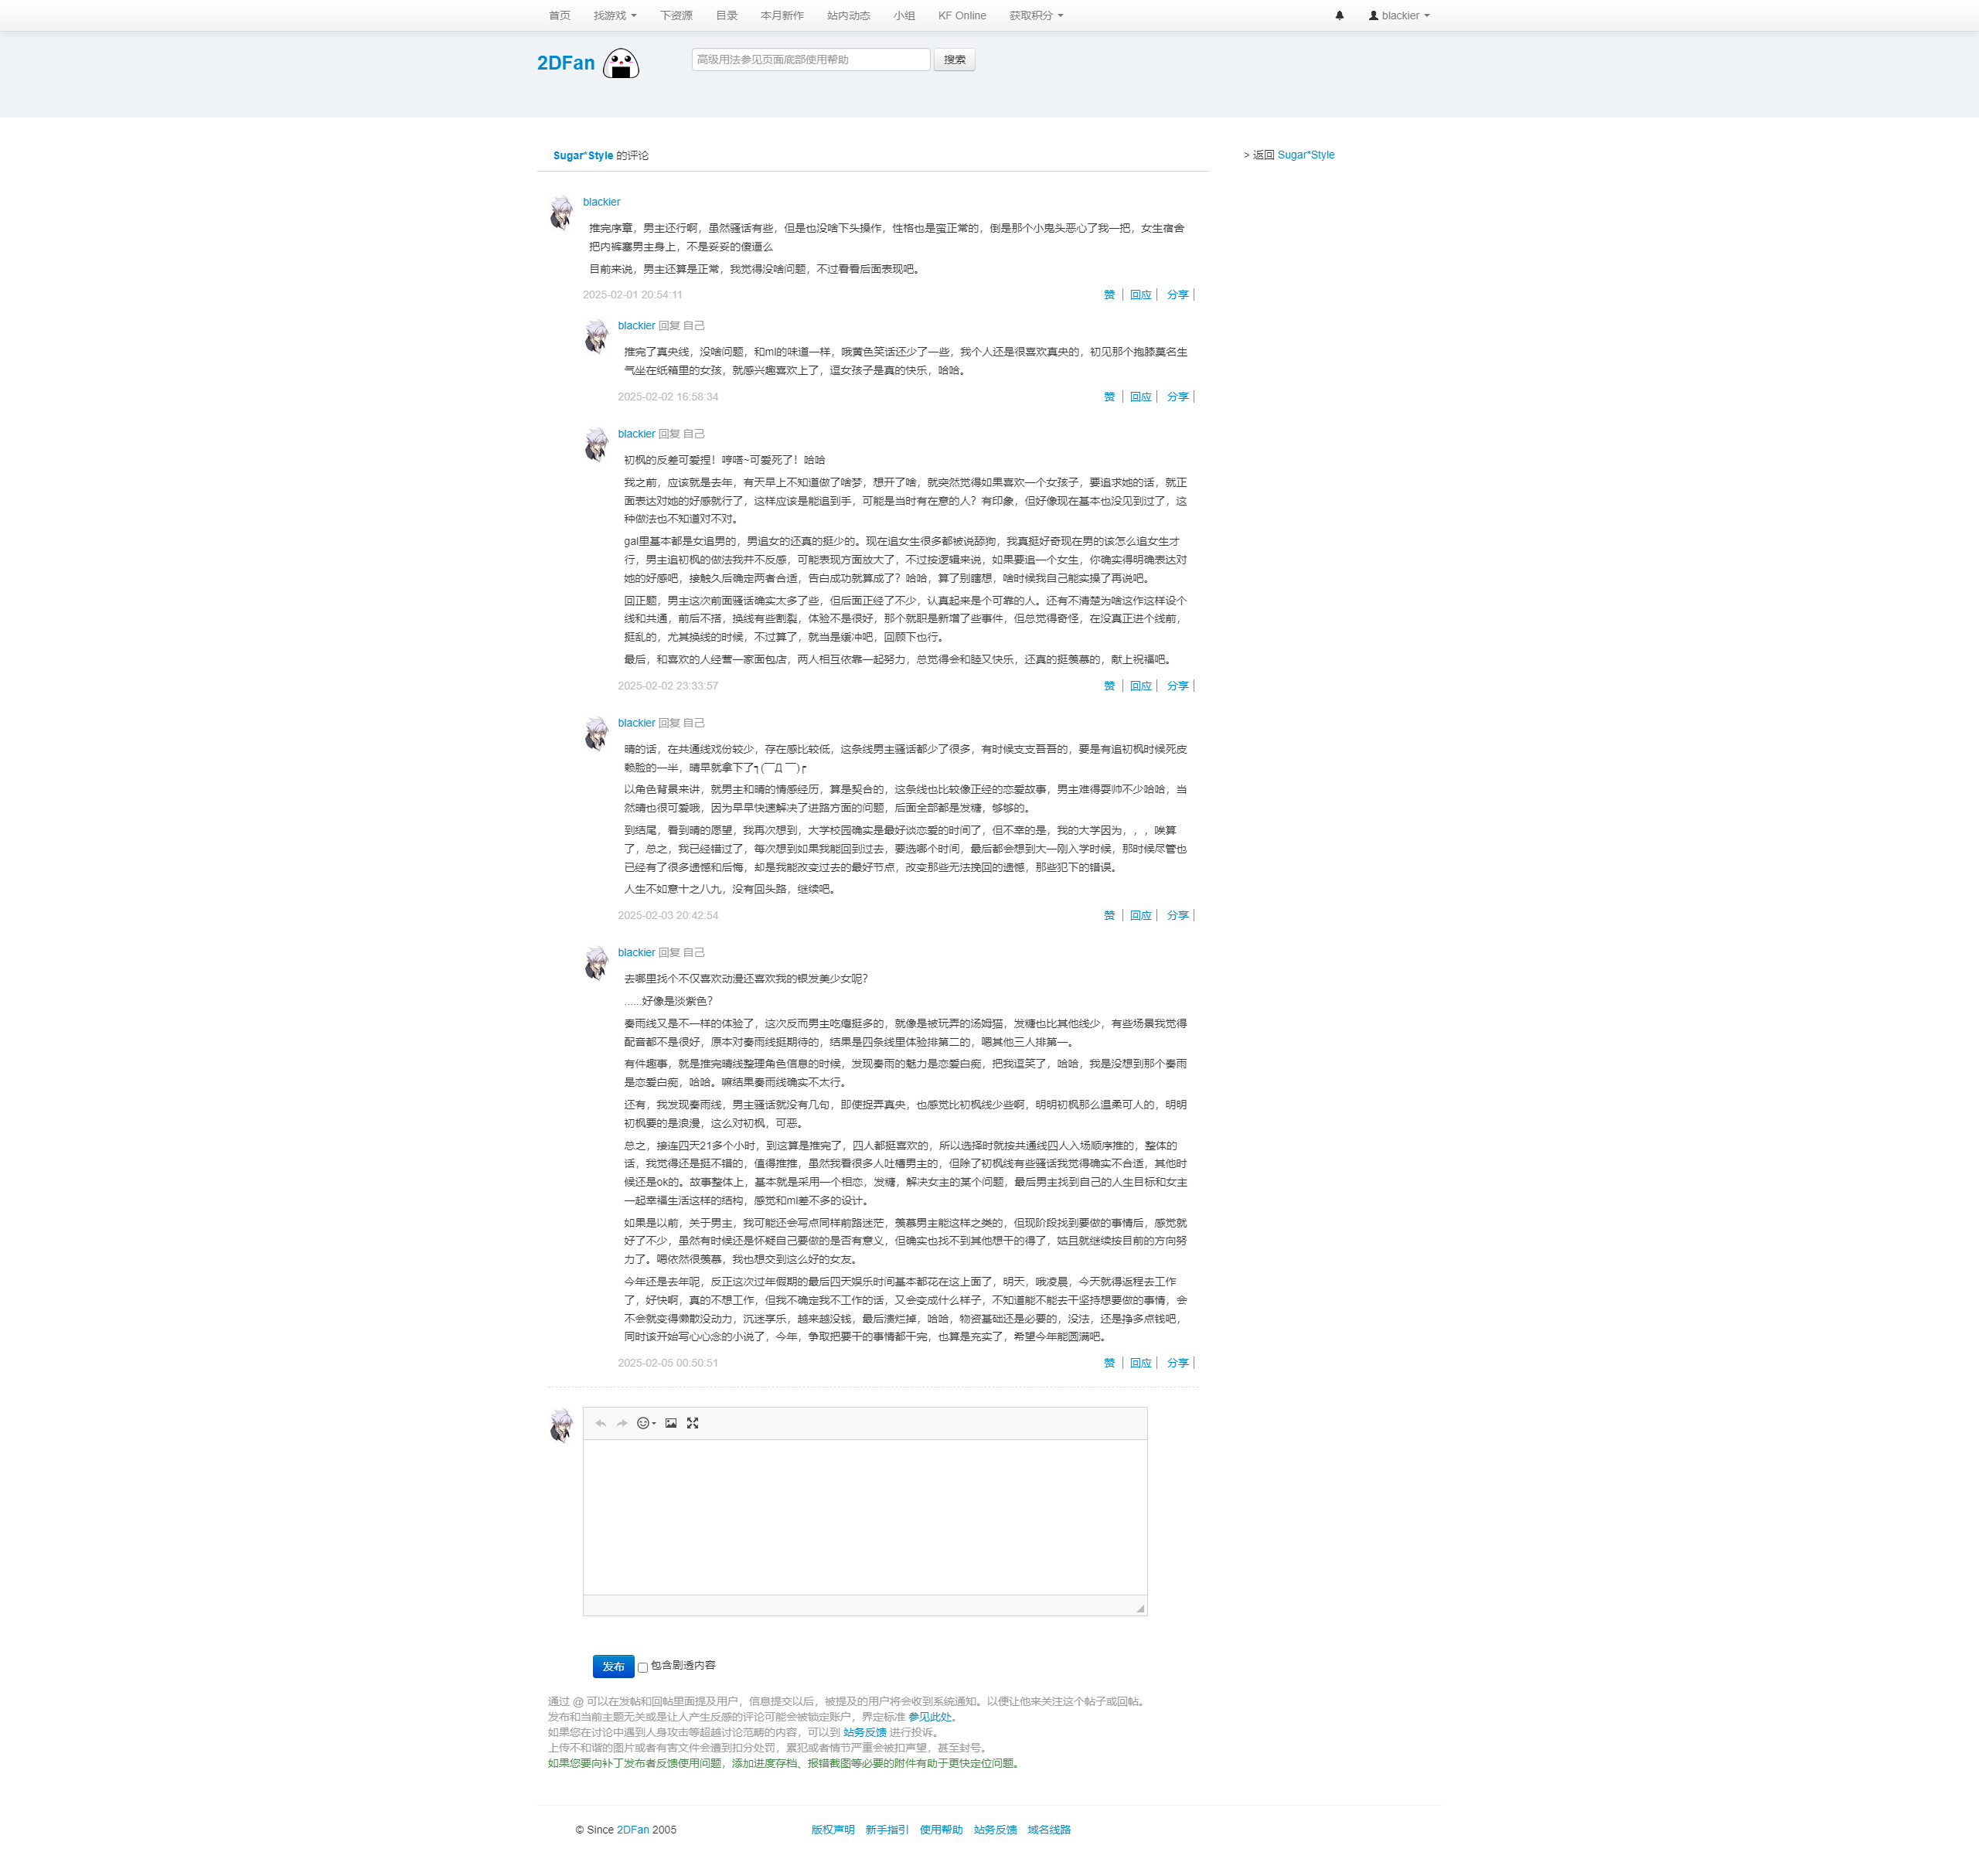 首页 找游戏 下资源 目录 本月新作 站内动态 小组 KF Online 获取积分 blackier
2DFan 高级用法参见页面底部使用帮助 搜索
Sugar*Style 的评论
> 返回 Sugar*Style
blackier
推完序章，男主还行啊，虽然骚话有些，但是也没啥下头操作，性格也是蛮正常的，倒是那个小鬼头恶心了我一把，女生宿舍
把内裤塞男主身上，不是妥妥的傻逼么
目前来说，男主还算是正常，我觉得没啥问题，不过看看后面表现吧。
2025-02-01 20:54:11 赞 | 回应 | 分享 |
blackier 回复 自己
推完了真央线，没啥问题，和ml的味道一样，哦黄色笑话还少了一些，我个人还是很喜欢真央的，初见那个抱膝莫名生
气坐在纸箱里的女孩，就感兴趣喜欢上了，逗女孩子是真的快乐，哈哈。
2025-02-02 16:58:34 赞 | 回应 | 分享 |
blackier 回复 自己
初枫的反差可爱捏！哼嗒~可爱死了！哈哈
我之前，应该就是去年，有天早上不知道做了啥梦，想开了啥，就突然觉得如果喜欢一个女孩子，要追求她的话，就正
面表达对她的好感就行了，这样应该是能追到手，可能是当时有在意的人？有印象，但好像现在基本也没见到过了，这
种做法也不知道对不对。
gal里基本都是女追男的，男追女的还真的挺少的。现在追女生很多都被说舔狗，我真挺好奇现在男的该怎么追女生才
行，男主追初枫的做法我并不反感，可能表现方面放大了，不过按逻辑来说，如果要追一个女生，你确实得明确表达对
她的好感吧，接触久后确定两者合适，告白成功就算成了？哈哈，算了别瞎想，啥时候我自己能实操了再说吧。
回正题，男主这次前面骚话确实太多了些，但后面正经了不少，认真起来是个可靠的人。还有不清楚为啥这作这样设个
线和共通，前后不搭，换线有些割裂，体验不是很好，那个就职是新增了些事件，但总觉得奇怪，在没真正进个线前，
挺乱的，尤其换线的时候，不过算了，就当是缓冲吧，回顾下也行。
最后，和喜欢的人经营一家面包店，两人相互依靠一起努力，总觉得会和睦又快乐，还真的挺羡慕的，献上祝福吧。
2025-02-02 23:33:57 赞 | 回应 | 分享 |
blackier 回复 自己
晴的话，在共通线戏份较少，存在感比较低，这条线男主骚话都少了很多，有时候支支吾吾的，要是有追初枫时候死皮
赖脸的一半，晴早就拿下了┑(￣Д ￣)┍
以角色背景来讲，就男主和晴的情感经历，算是契合的，这条线也比较像正经的恋爱故事，男主难得耍帅不少哈哈，当
然晴也很可爱哦，因为早早快速解决了进路方面的问题，后面全部都是发糖，够够的。
到结尾，看到晴的愿望，我再次想到，大学校园确实是最好谈恋爱的时间了，但不幸的是，我的大学因为，，，唉算
了，总之，我已经错过了，每次想到如果我能回到过去，要选哪个时间，最后都会想到大一刚入学时候，那时候尽管也
已经有了很多遗憾和后悔，却是我能改变过去的最好节点，改变那些无法挽回的遗憾，那些犯下的错误。
人生不如意十之八九，没有回头路，继续吧。
2025-02-03 20:42:54 赞 | 回应 | 分享 |
blackier 回复 自己
去哪里找个不仅喜欢动漫还喜欢我的银发美少女呢？
......好像是淡紫色？
奏雨线又是不一样的体验了，这次反而男主吃瘪挺多的，就像是被玩弄的汤姆猫，发糖也比其他线少，有些场景我觉得
配音都不是很好，原本对奏雨线挺期待的，结果是四条线里体验排第二的，嗯其他三人排第一。
有件趣事，就是推完晴线整理角色信息的时候，发现奏雨的魅力是恋爱白痴，把我逗笑了，哈哈，我是没想到那个奏雨
是恋爱白痴，哈哈。嘛结果奏雨线确实不太行。
还有，我发现奏雨线，男主骚话就没有几句，即使捉弄真央，也感觉比初枫线少些啊，明明初枫那么温柔可人的，明明
初枫要的是浪漫，这么对初枫，可恶。
总之，接连四天21多个小时，到这算是推完了，四人都挺喜欢的，所以选择时就按共通线四人入场顺序推的，整体的
话，我觉得还是挺不错的，值得推推，虽然我看很多人吐槽男主的，但除了初枫线有些骚话我觉得确实不合适，其他时
候还是ok的。故事整体上，基本就是采用一个相恋，发糖，解决女主的某个问题，最后男主找到自己的人生目标和女主
一起幸福生活这样的结构，感觉和ml差不多的设计。
如果是以前，关于男主，我可能还会写点同样前路迷茫，羡慕男主能这样之类的，但现阶段找到要做的事情后，感觉就
好了不少，虽然有时候还是怀疑自己要做的是否有意义，但确实也找不到其他想干的得了，姑且就继续按目前的方向努
力了。嗯依然很羡慕，我也想交到这么好的女友。
今年还是去年呢，反正这次过年假期的最后四天娱乐时间基本都花在这上面了，明天，哦凌晨，今天就得返程去工作
了，好快啊，真的不想工作，但我不确定我不工作的话，又会变成什么样子，不知道能不能去干坚持想要做的事情，会
不会就变得懒散没动力，沉迷享乐，越来越没钱，最后溃烂掉，哈哈，物资基础还是必要的，没法，还是挣多点钱吧，
同时该开始写心心念的小说了，今年，争取把要干的事情都干完，也算是充实了，希望今年能圆满吧。
2025-02-05 00:50:51 赞 | 回应 | 分享 |
发布 包含剧透内容
通过 @ 可以在发帖和回帖里面提及用户，信息提交以后，被提及的用户将会收到系统通知。以便让他来关注这个帖子或回帖。
发布和当前主题无关或是让人产生反感的评论可能会被锁定账户，界定标准 参见此处。
如果您在讨论中遇到人身攻击等超越讨论范畴的内容，可以到 站务反馈 进行投诉。
上传不和谐的图片或者有害文件会遭到扣分处罚，累犯或者情节严重会被扣声望，甚至封号。
如果您要向补丁发布者反馈使用问题，添加进度存档、报错截图等必要的附件有助于更快定位问题。
© Since 2DFan 2005 版权声明 新手指引 使用帮助 站务反馈 域名线路